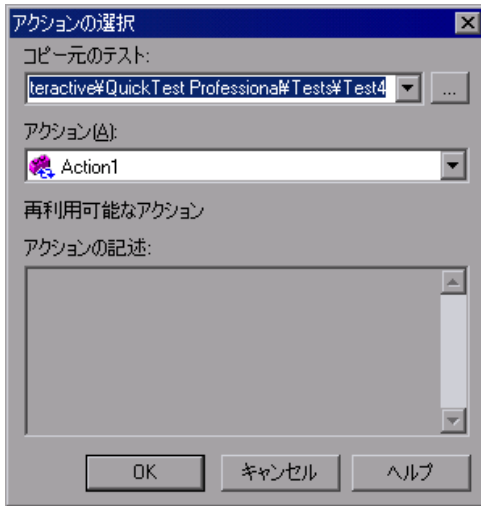 アクションの選択
コピー元のテスト:
teractive¥QuickTest Professional¥Tests¥Test4
...
アクション(A):
Action1
再利用可能なアクション
アクションの記述:
OK キャンセル ヘルプ